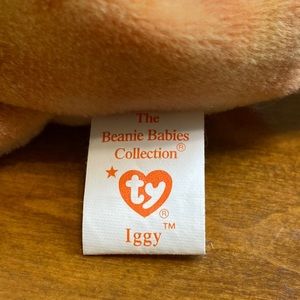 The
Beanie Babies
Collection®
ty
®
Iggy™